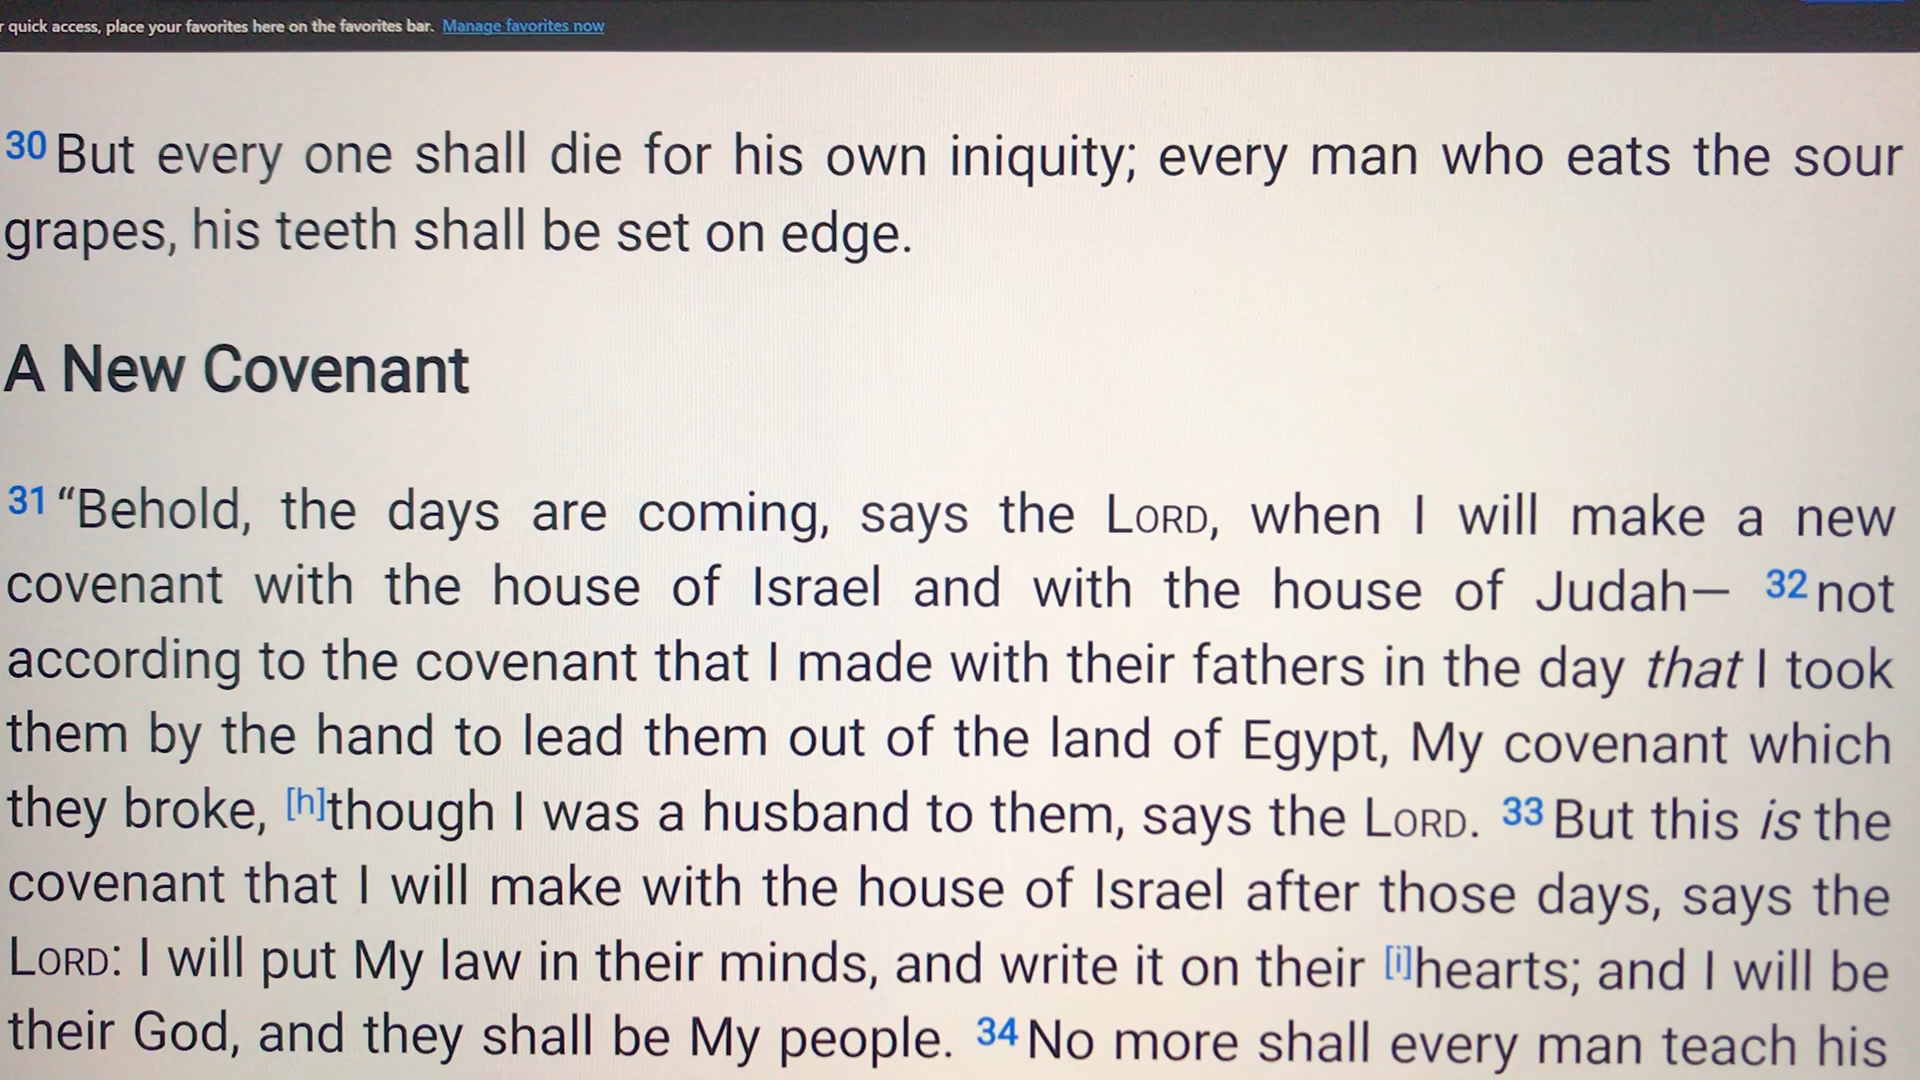 quick access, place your favorites here on the favorites bar. Manage favorites now
30 But every one shall die for his own iniquity; every man who eats the sour
grapes, his teeth shall be set on edge.
A New Covenant
31 “Behold, the days are coming, says the LORD, when I will make a new
covenant with the house of Israel and with the house of Judah— 32 not
according to the covenant that I made with their fathers in the day that I took
them by the hand to lead them out of the land of Egypt, My covenant which
they broke, [h]though I was a husband to them, says the LORD. 33 But this is the
covenant that I will make with the house of Israel after those days, says the
LORD: I will put My law in their minds, and write it on their [i]hearts; and I will be
their God, and they shall be My people. 34 No more shall every man teach his